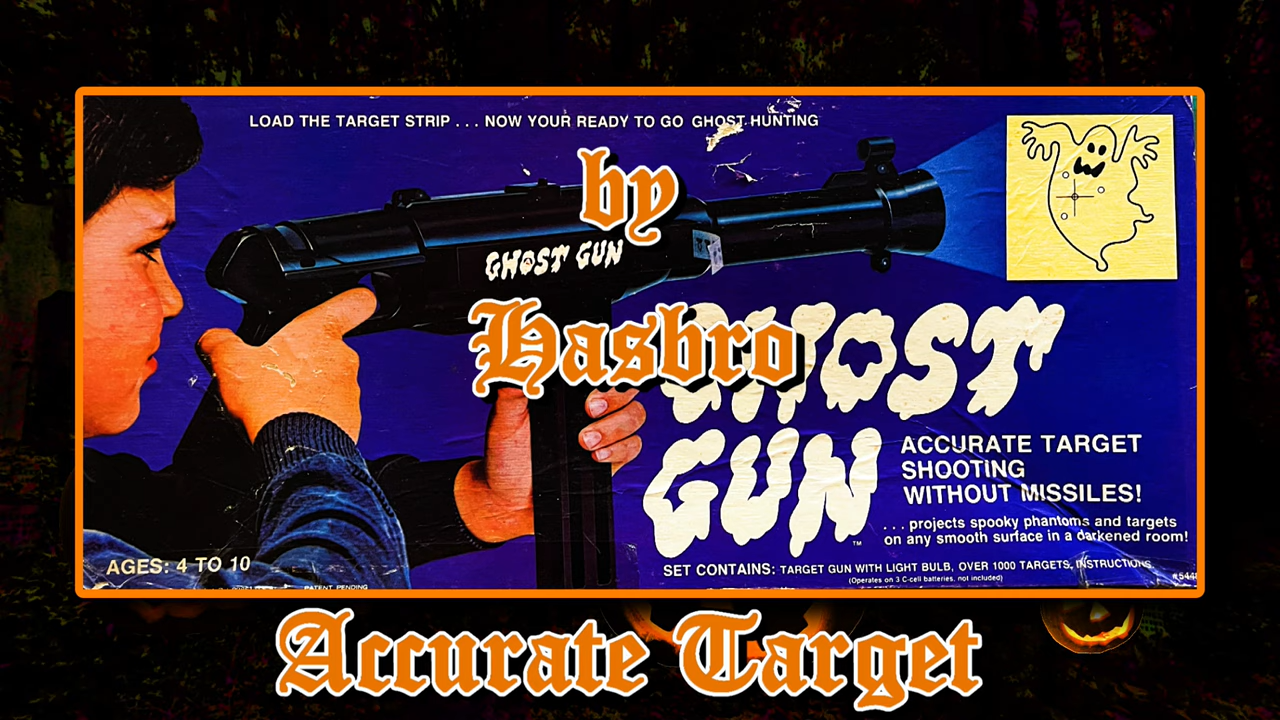 LOAD THE TARGET STRIP . . . NOW YOUR READY TO GO GHOST HUNTING
by
GHOST GUN
Hasbro
GHOST
GUN
™
ACCURATE TARGET
SHOOTING
WITHOUT MISSILES!
. . . projects spooky phantoms and targets
on any smooth surface in a darkened room!
AGES: 4 TO 10
PATENT PENDING
SET CONTAINS: TARGET GUN WITH LIGHT BULB, OVER 1000 TARGETS, INSTRUCTIONS.
(Operates on 3 C-cell batteries, not included)
Accurate Target